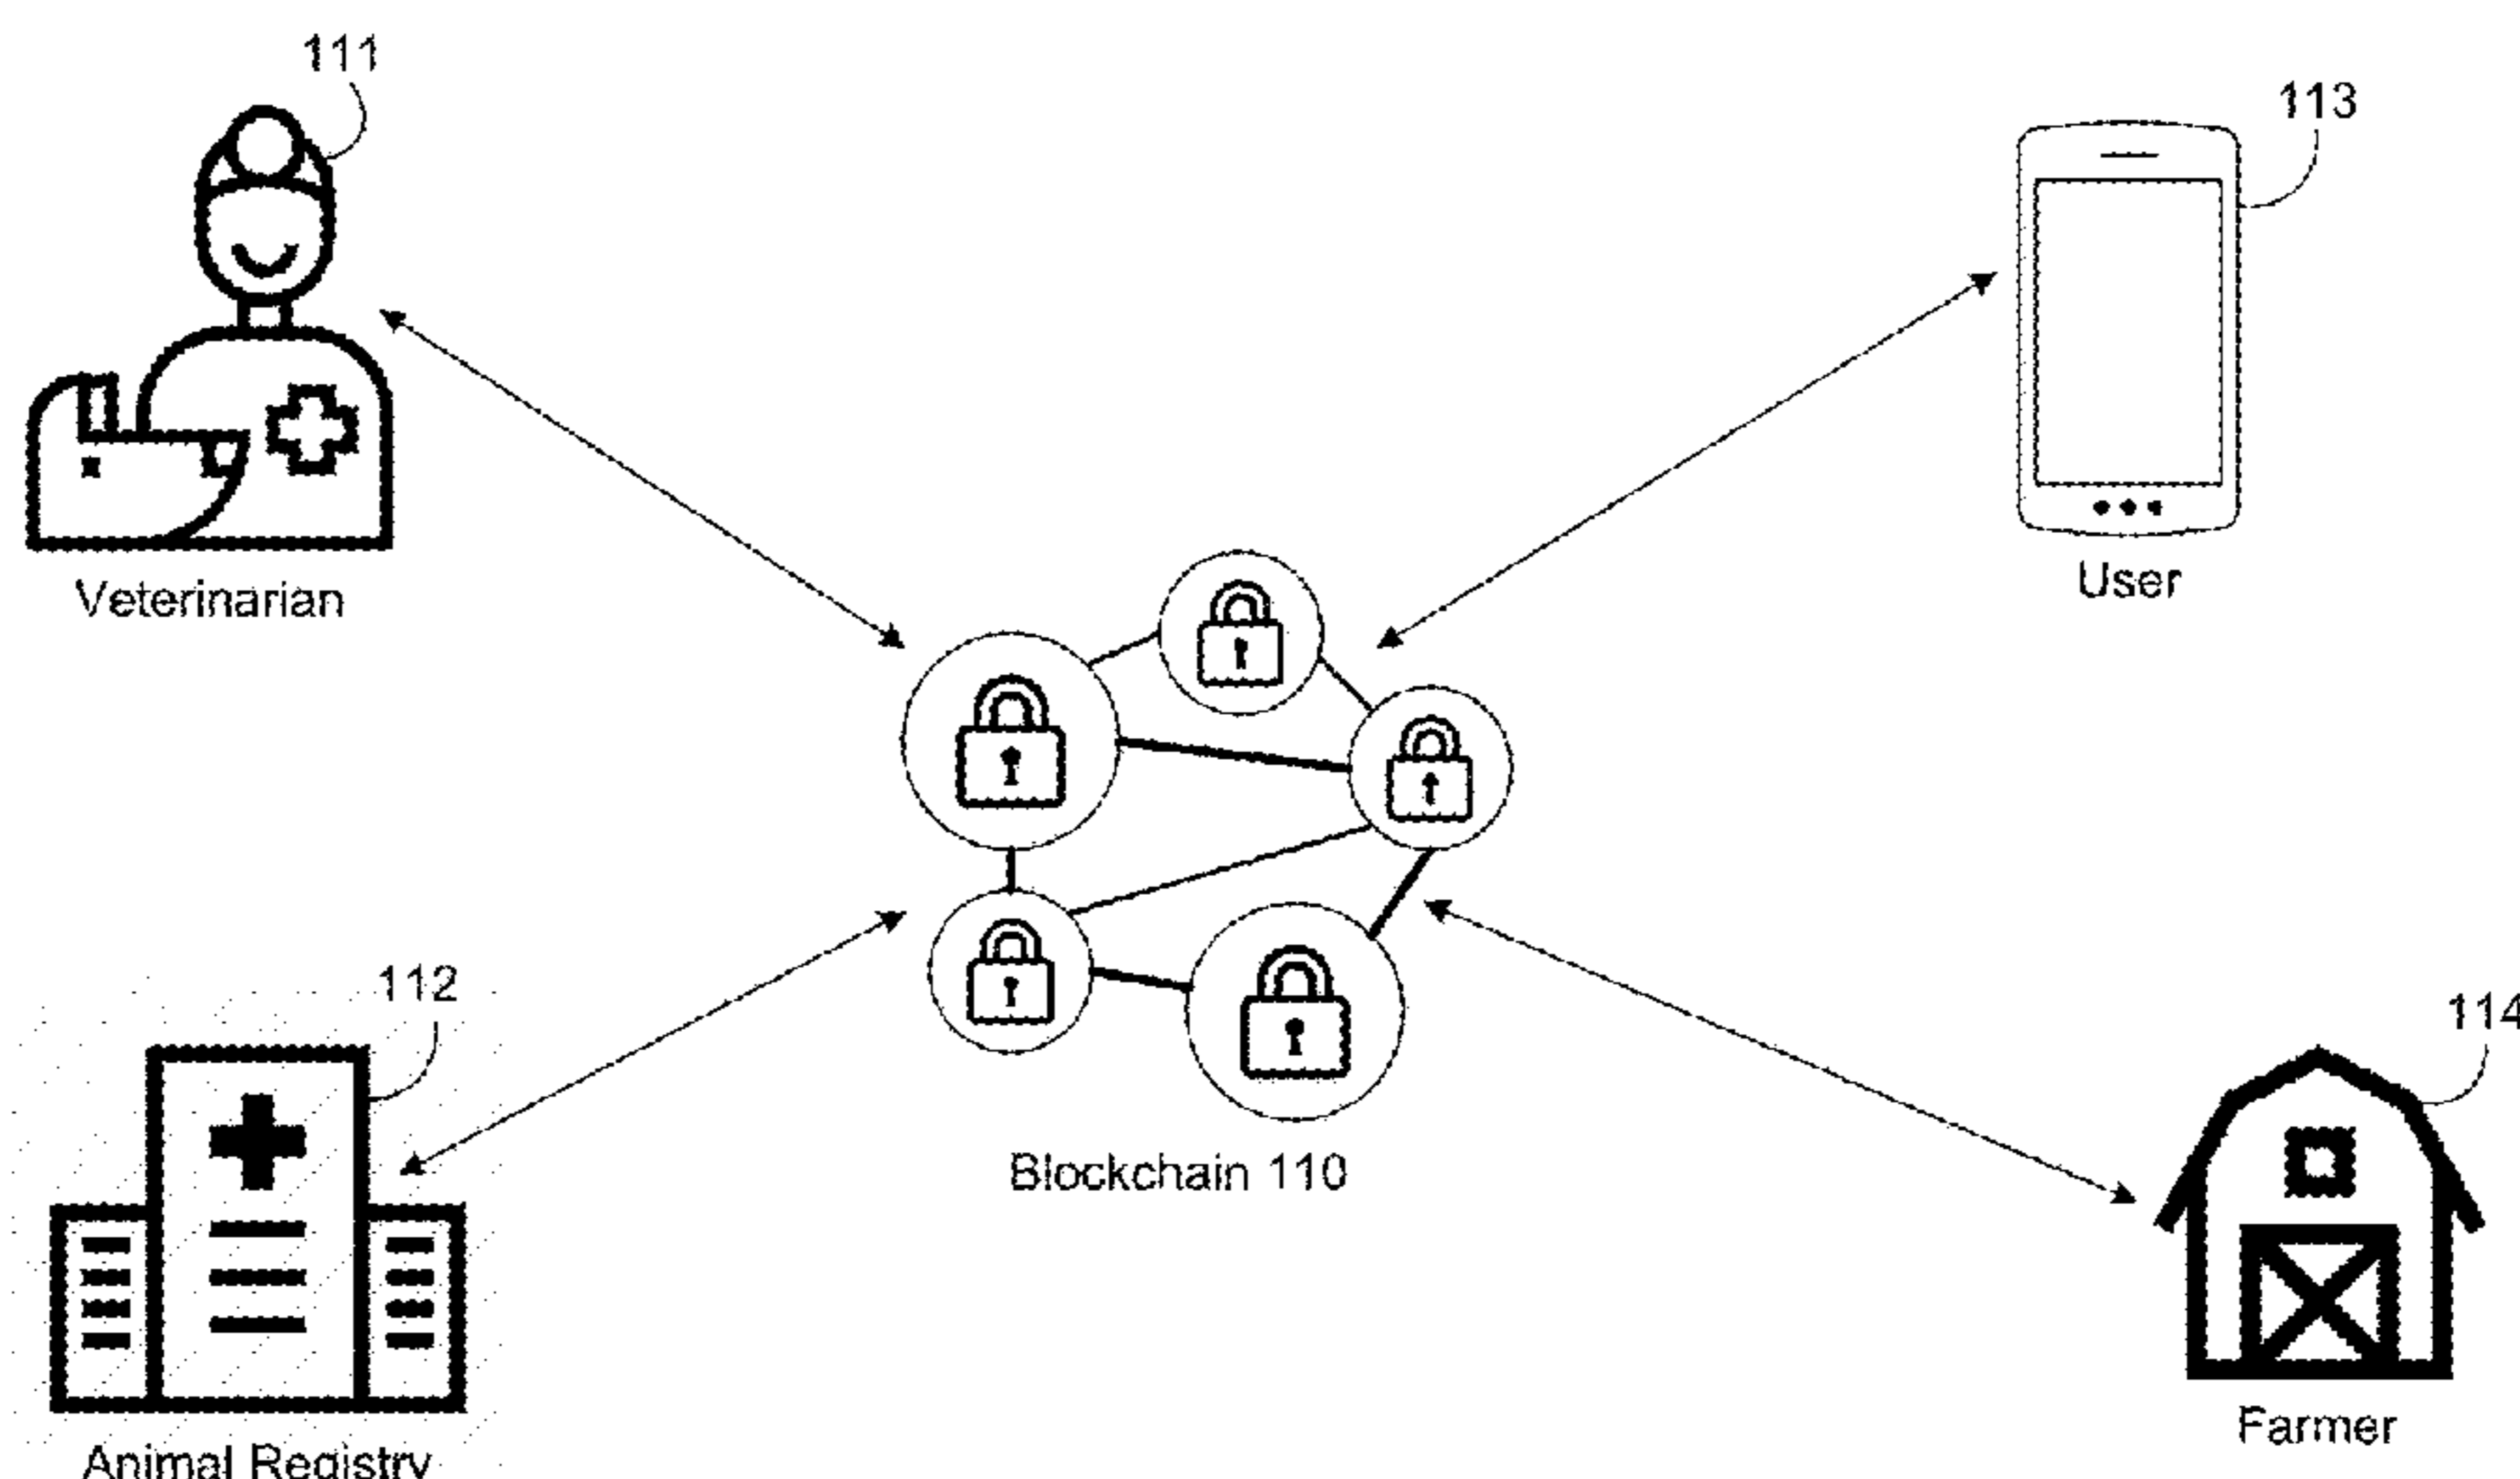 111
113
Veterinarian
User
112
114
Blockchain 110
Farmer
Animal Registry